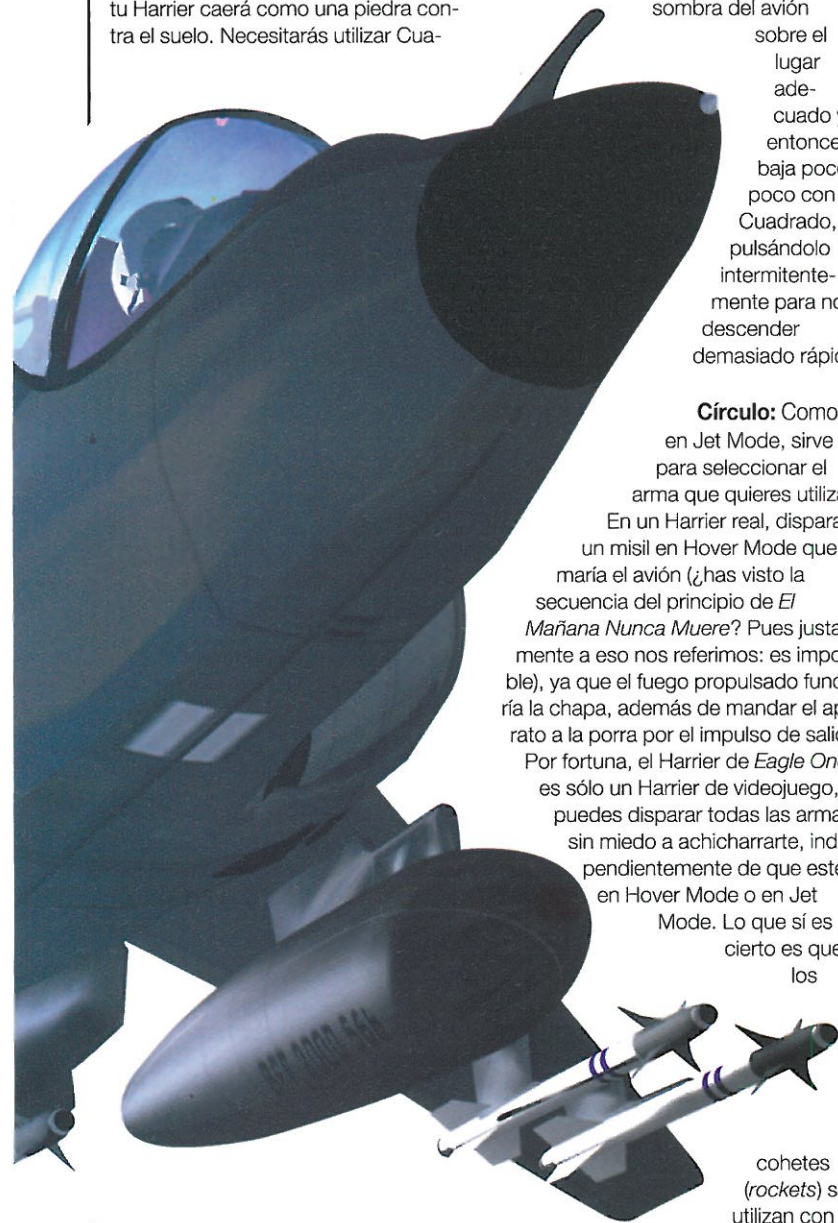 tu Harrier caerá como una piedra con-
tra el suelo. Necesitarás utilizar Cua-
sombra del avión
sobre el
lugar
ade-
cuado
entonce
baja poc
poco con
Cuadrado,
pulsándolo
intermitente-
mente para no
descender
demasiado rápi
Círculo: Como
en Jet Mode, sirve
para seleccionar el
arma que quieres utiliza
En un Harrier real, dispara
un misil en Hover Mode que
maría el avión (¿has visto la
secuencia del principio de El
Mañana Nunca Muere? Pues justa
mente a eso nos referimos: es impo
ble), ya que el fuego propulsado fund
ría la chapa, además de mandar el ap
rato a la porra por el impulso de salid
Por fortuna, el Harrier de Eagle One
es sólo un Harrier de videojuego,
puedes disparar todas las arma
sin miedo a achicharrarte, ind
pendientemente de que esté
en Hover Mode o en Jet
Mode. Lo que sí es
cierto es que
los
cohetes
(rockets) s
utilizan con